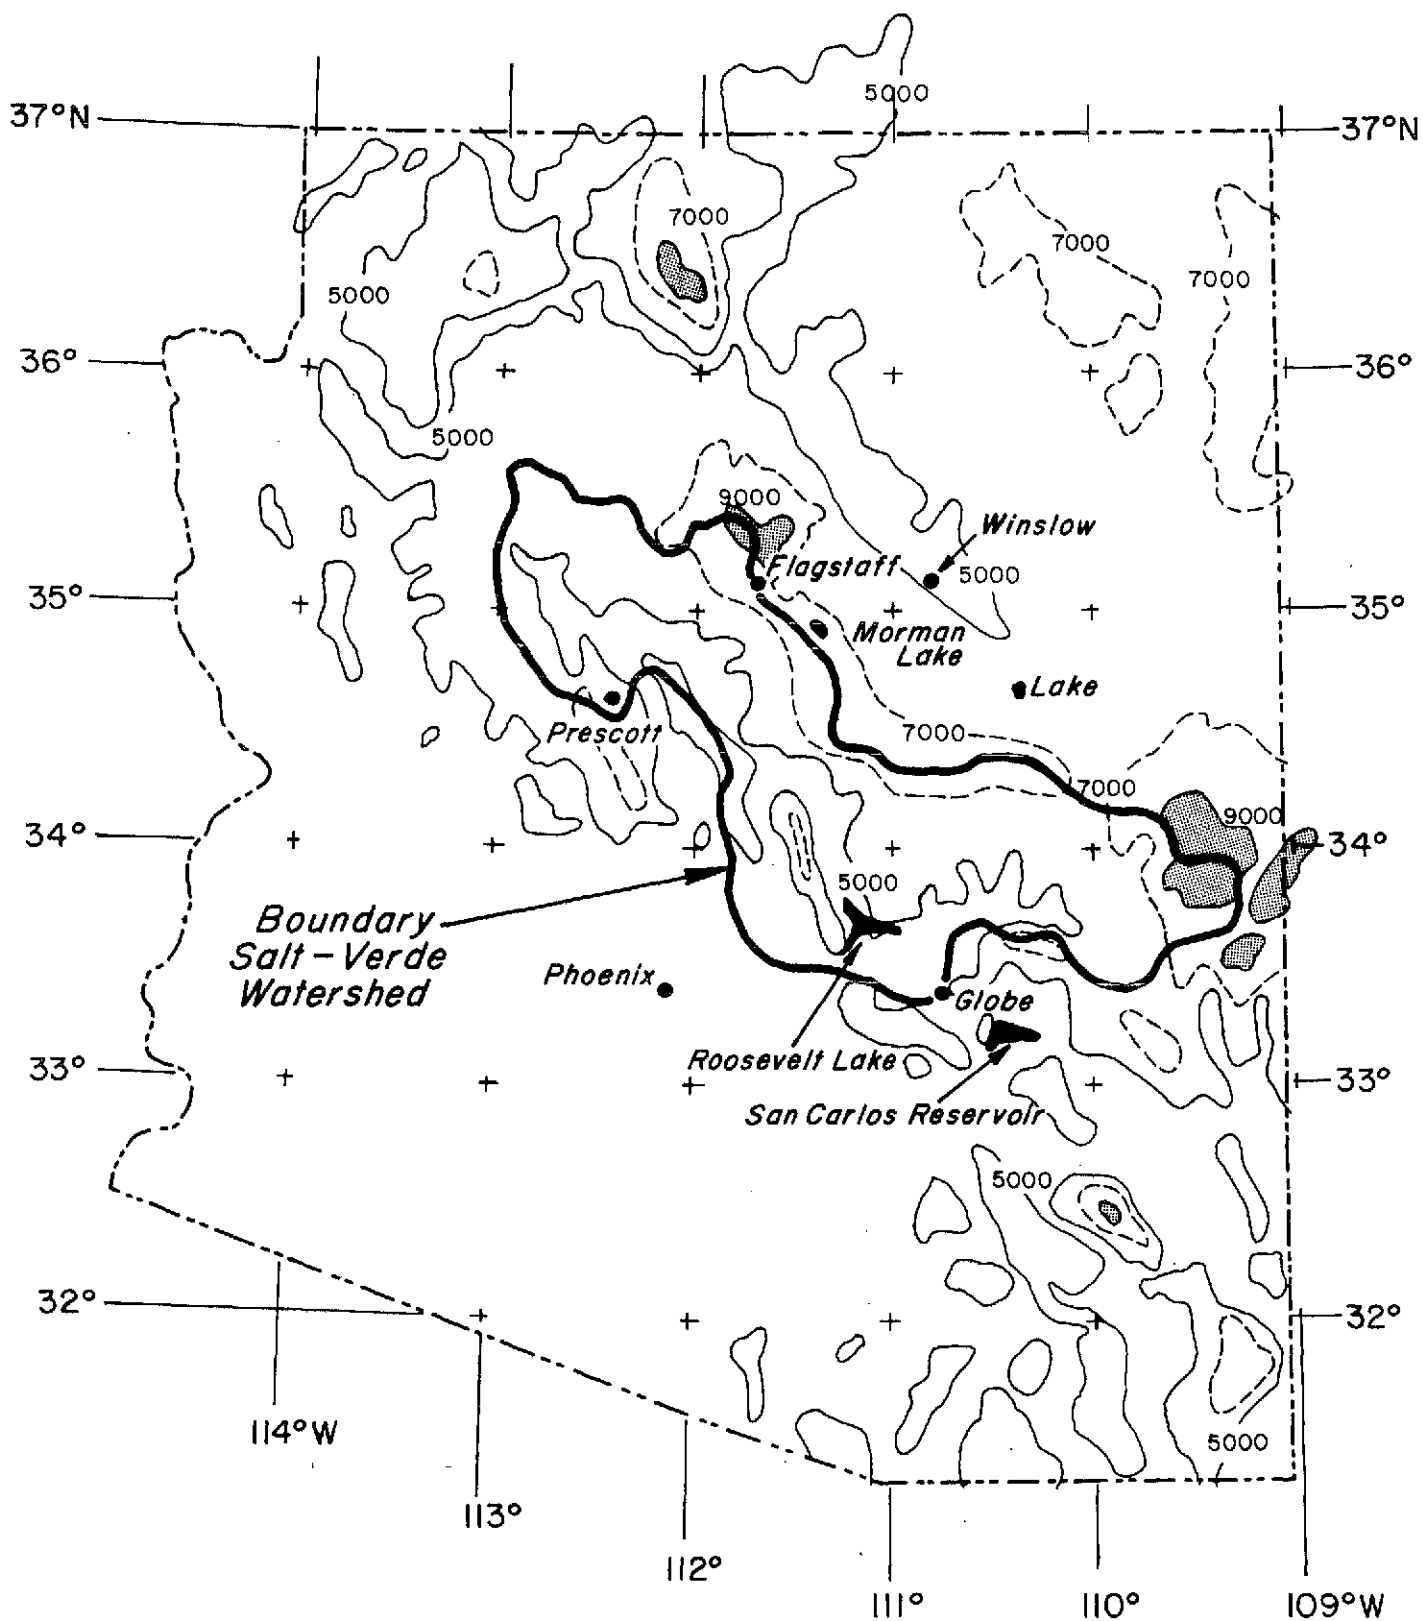 5000
37°N
37°N
7000
7000
7000
5000
36°
36°
5000
9000
Winslow
Flagstaff
5000
35°
35°
Morman
Lake
Lake
Prescott
7000
7000
9000
34°
34°
5000
Boundary
Salt-Verde
Watershed
Phoenix
Globe
Roosevelt Lake
33°
33°
San Carlos Reservoir
5000
32°
32°
114°W
5000
113°
112°
111°
110°
109°W